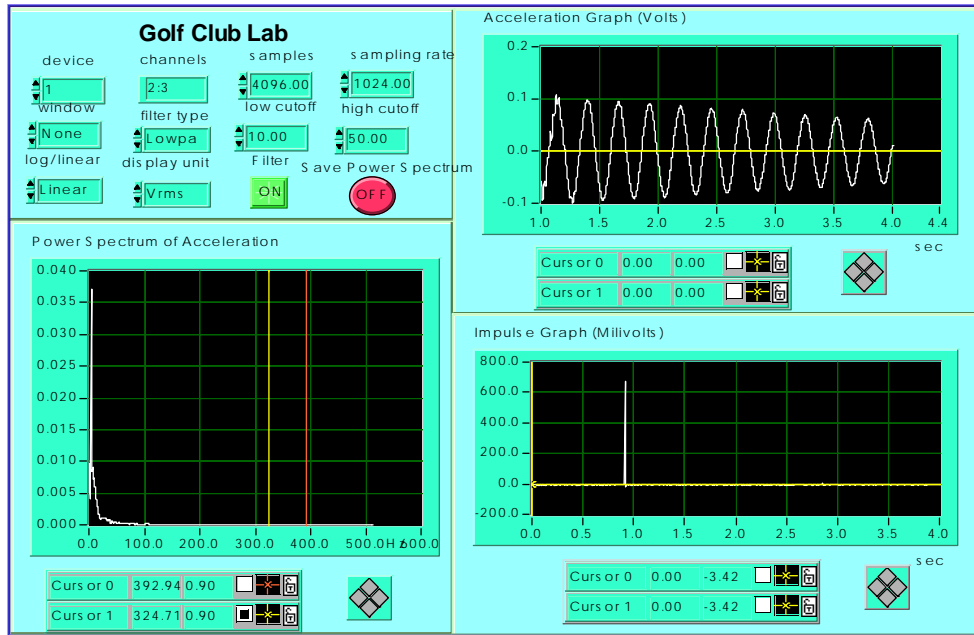 Golf Club Lab
device channels samples sampling rate
1 2:3 4096.00 1024.00
window filter type low cutoff high cutoff
None Lowpa 10.00 50.00
log/linear display unit Filter Save Power Spectrum
Linear Vrms ON OFF
Acceleration Graph (Volts)
0.2
0.1
0.0
-0.1
1.0 1.5 2.0 2.5 3.0 3.5 4.0 4.4
sec
Cursor 0 0.00 0.00
Cursor 1 0.00 0.00
Power Spectrum of Acceleration
0.040
0.035
0.030
0.025
0.020
0.015
0.010
0.005
0.000
0.0 100.0 200.0 300.0 400.0 500.0 Hz 600.0
Cursor 0 392.94 0.90
Cursor 1 324.71 0.90
Impulse Graph (Milivolts)
800.0
600.0
400.0
200.0
0.0
-200.0
0.0 0.5 1.0 1.5 2.0 2.5 3.0 3.5 4.0
sec
Cursor 0 0.00 -3.42
Cursor 1 0.00 -3.42